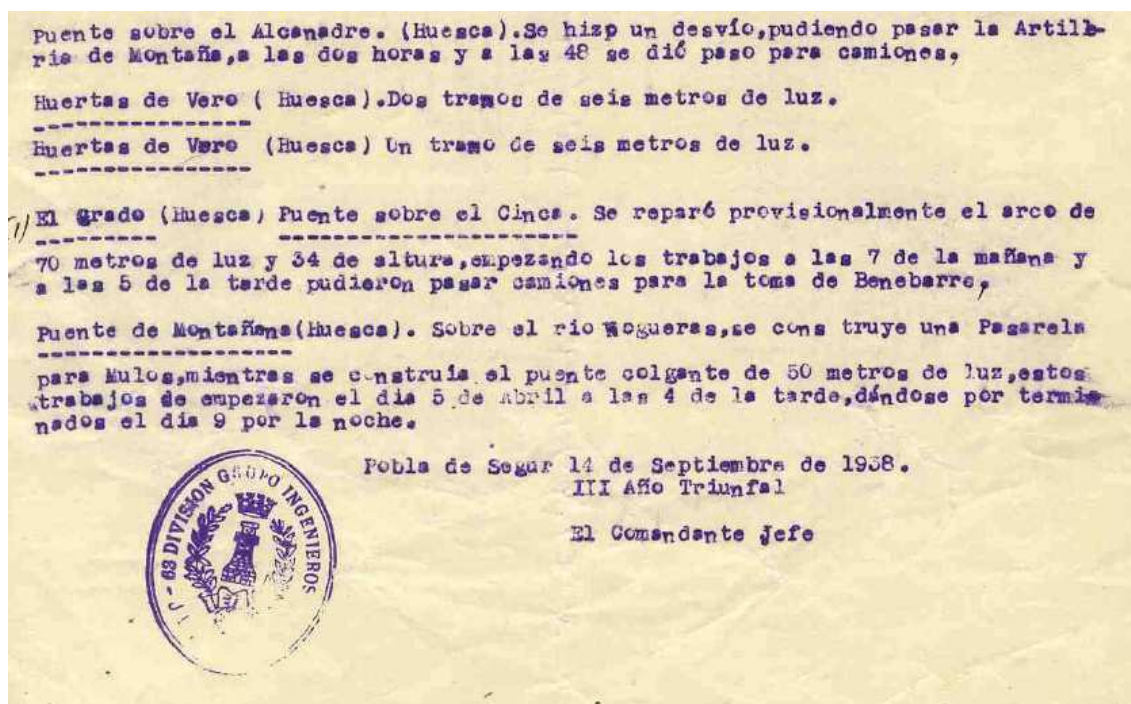 Puente sobre el Alcanadre. (Huesca).Se hizp un desvío,pudiendo pasar la Artille-
ria de Montaña,a las dos horas y a las 48 se dió paso para camiones,
Huertas de Vero ( Huesca).Dos tramos de seis metros de luz.
Huertas de Vero (Huesca) Un tramo de seis metros de luz.
El Grado (Huesca) Puente sobre el Cinca. Se reparó provisionalmente el arco de
70 metros de luz y 34 de altura,empezando los trabajos a las 7 de la mañana y
a las 5 de la tarde pudieron pasar camiones para la toma de Benebarre,
Puente de Montañana(Huesca). Sobre el rio Nogueras,se cons truye una Pasarela
para Mulos,mientras se construia el puente colgante de 50 metros de luz,estos
trabajos se empezaron el dia 5 de Abril a las 4 de la tarde,dándose por termi-
nados el dia 9 por la noche.
Pobla de Segur 14 de Septiembre de 1938.
III Año Triunfal
El Comandante Jefe
63 DIVISION GRUPO INGENIEROS